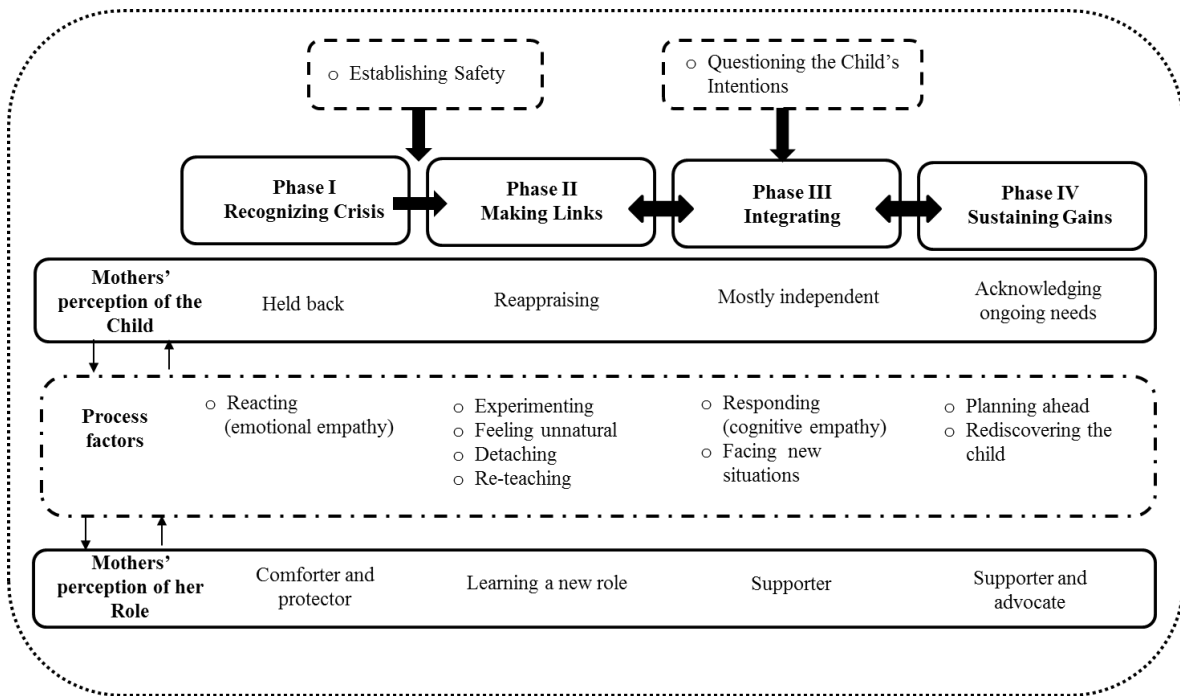 ○ Establishing Safety
○ Questioning the Child's
Intentions
Phase I
Recognizing Crisis
Phase II
Making Links
Phase III
Integrating
Phase IV
Sustaining Gains
Mothers'
perception of the
Child
Held back
Reappraising
Mostly independent
Acknowledging
ongoing needs
Process
factors
○ Reacting
(emotional empathy)
○ Experimenting
○ Feeling unnatural
○ Detaching
○ Re-teaching
○ Responding
(cognitive empathy)
○ Facing new
situations
○ Planning ahead
○ Rediscovering the
child
Mothers'
perception of her
Role
Comforter and
protector
Learning a new role
Supporter
Supporter and
advocate